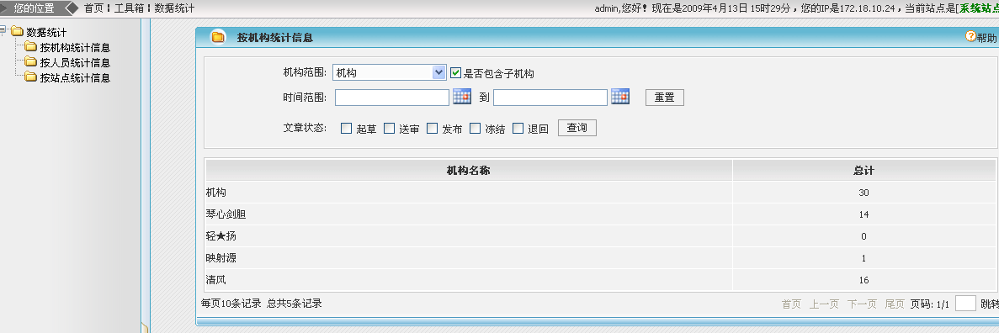 您的位置 首页 工具箱 数据统计 admin,您好！现在是2009年4月13日 15时29分，您的IP是172.18.10.24，当前站点是[系统站点
数据统计
按机构统计信息
按人员统计信息
按站点统计信息
按机构统计信息 帮助
机构范围: 机构 是否包含子机构
时间范围: 到 重置
文章状态: 起草 送审 发布 冻结 退回 查询
机构名称 总计
机构 30
琴心剑胆 14
轻★扬 0
映射源 1
清风 16
每页10条记录 总共5条记录 首页 上一页 下一页 尾页 页码: 1/1 跳转